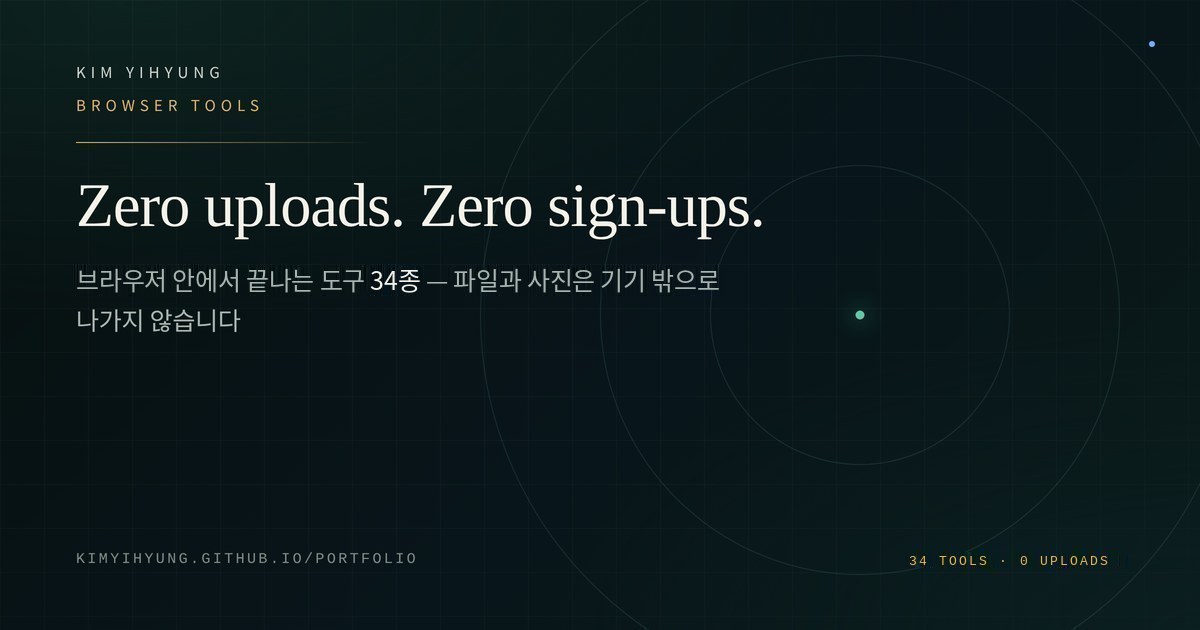 KIM YIHYUNG
BROWSER TOOLS
Zero uploads. Zero sign-ups.
브라우저 안에서 끝나는 도구 34종 — 파일과 사진은 기기 밖으로
나가지 않습니다
KIMYIHYUNG.GITHUB.IO/PORTFOLIO
34 TOOLS · 0 UPLOADS